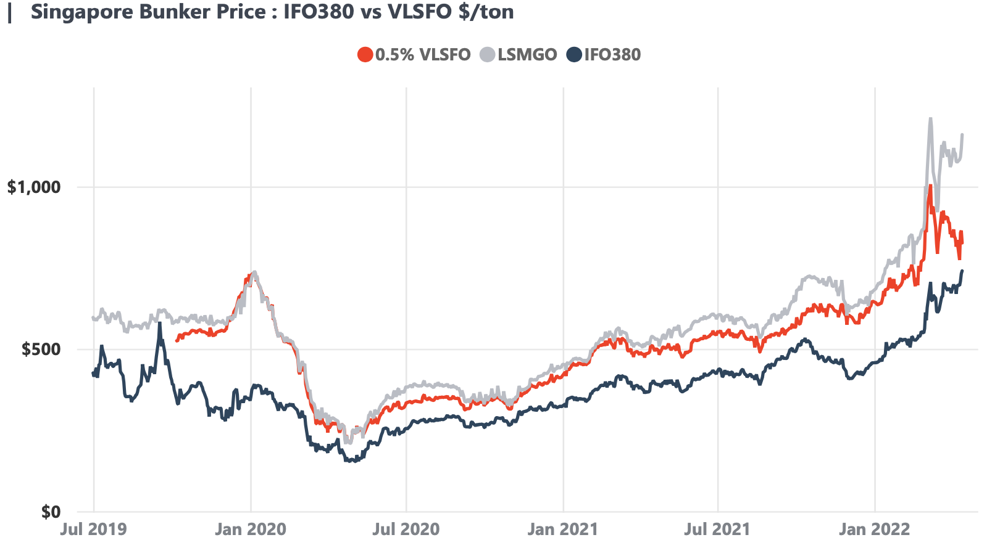 | Singapore Bunker Price : IFO380 vs VLSFO $/ton
0.5% VLSFO LSMGO IFO380
$1,000
$500
$0
Jul 2019 Jan 2020 Jul 2020 Jan 2021 Jul 2021 Jan 2022